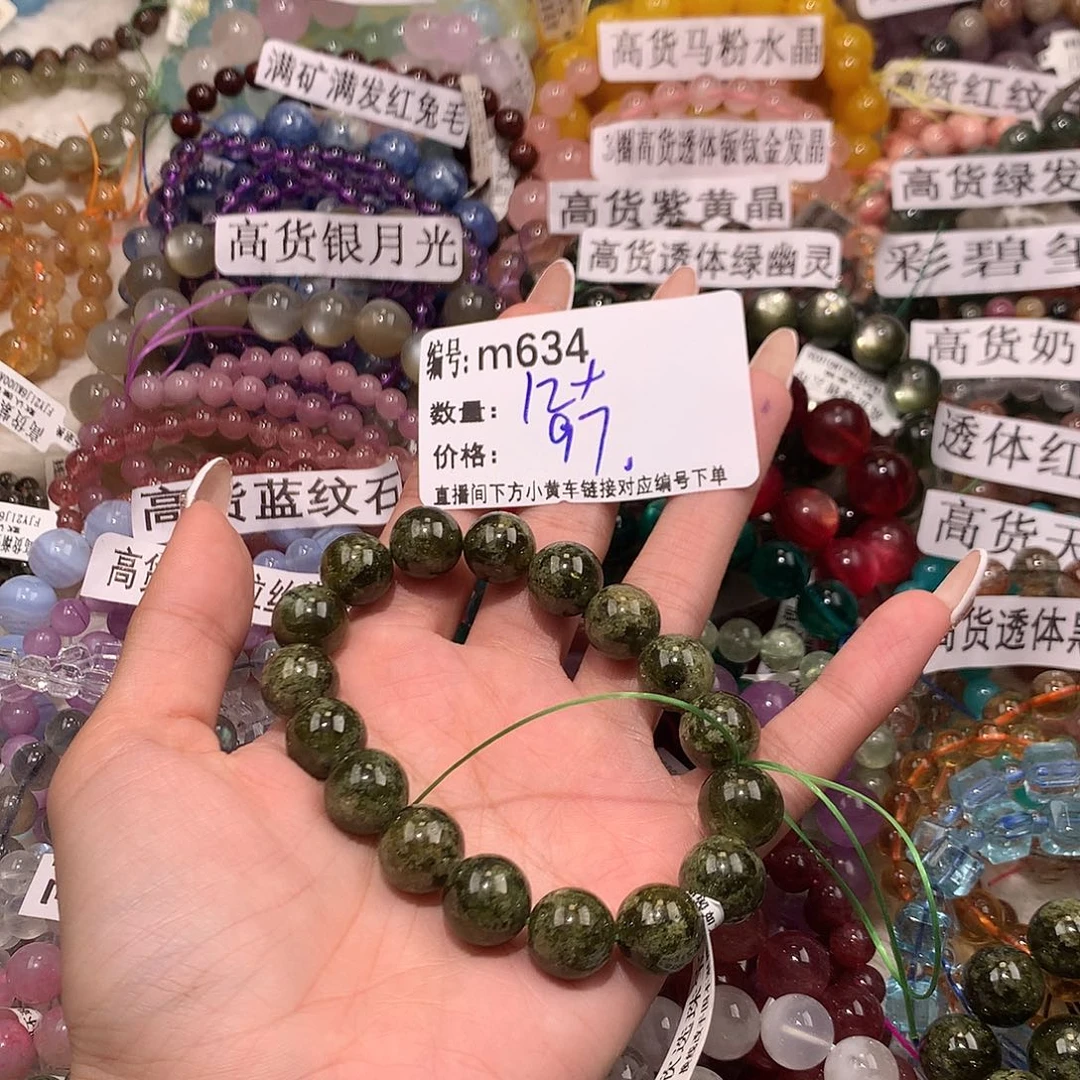 高货马粉水晶
满矿满发红兔毛
高货红纹
3圈高货透体钣钛金发晶
高货绿发
高货紫黄晶
高货银月光
高货透体绿幽灵
彩碧玺
高货奶
编号: m634
数量: 12+
价格: 97.
直播间下方小黄车链接对应编号下单
透体红
高货蓝纹石
高货天
高货透体黑